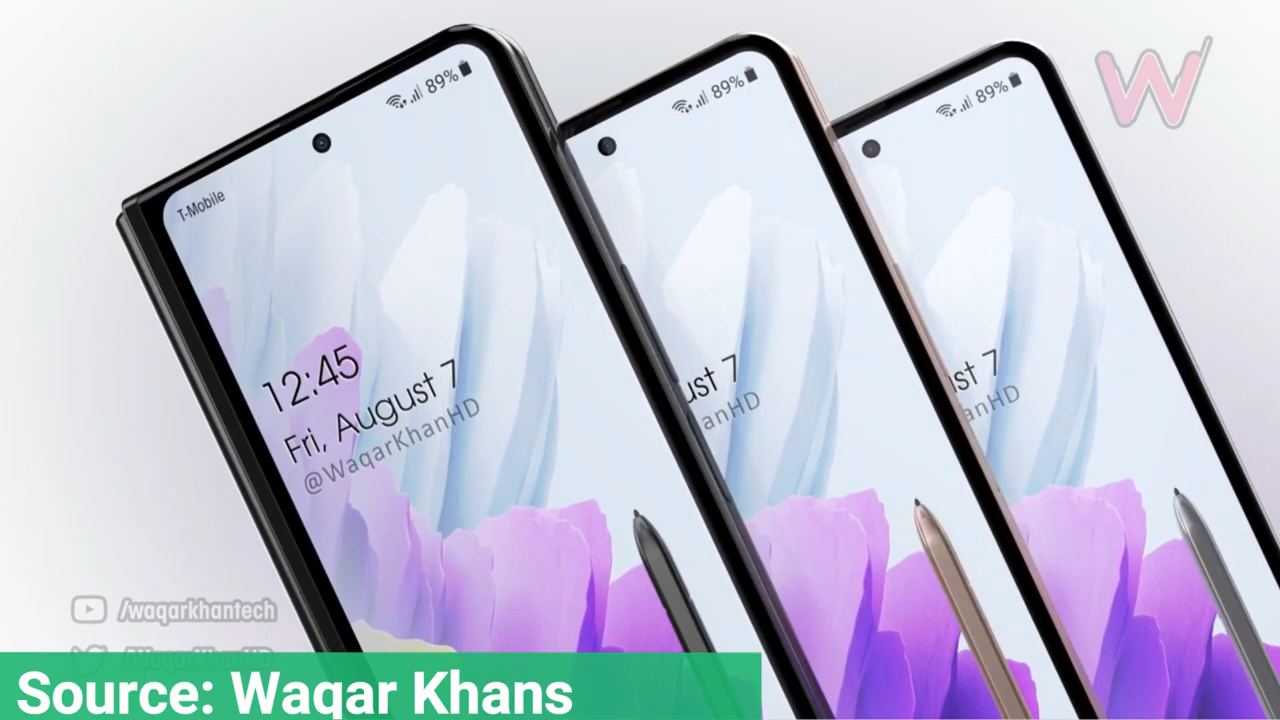 W
89%
89%
89%
T-Mobile
12:45
Fri, August 7
@WaqarKhanHD
ust 7
anHD
ust 7
anHD
/waqarkhantech
/WaqarKhanHD
Source: Waqar Khans